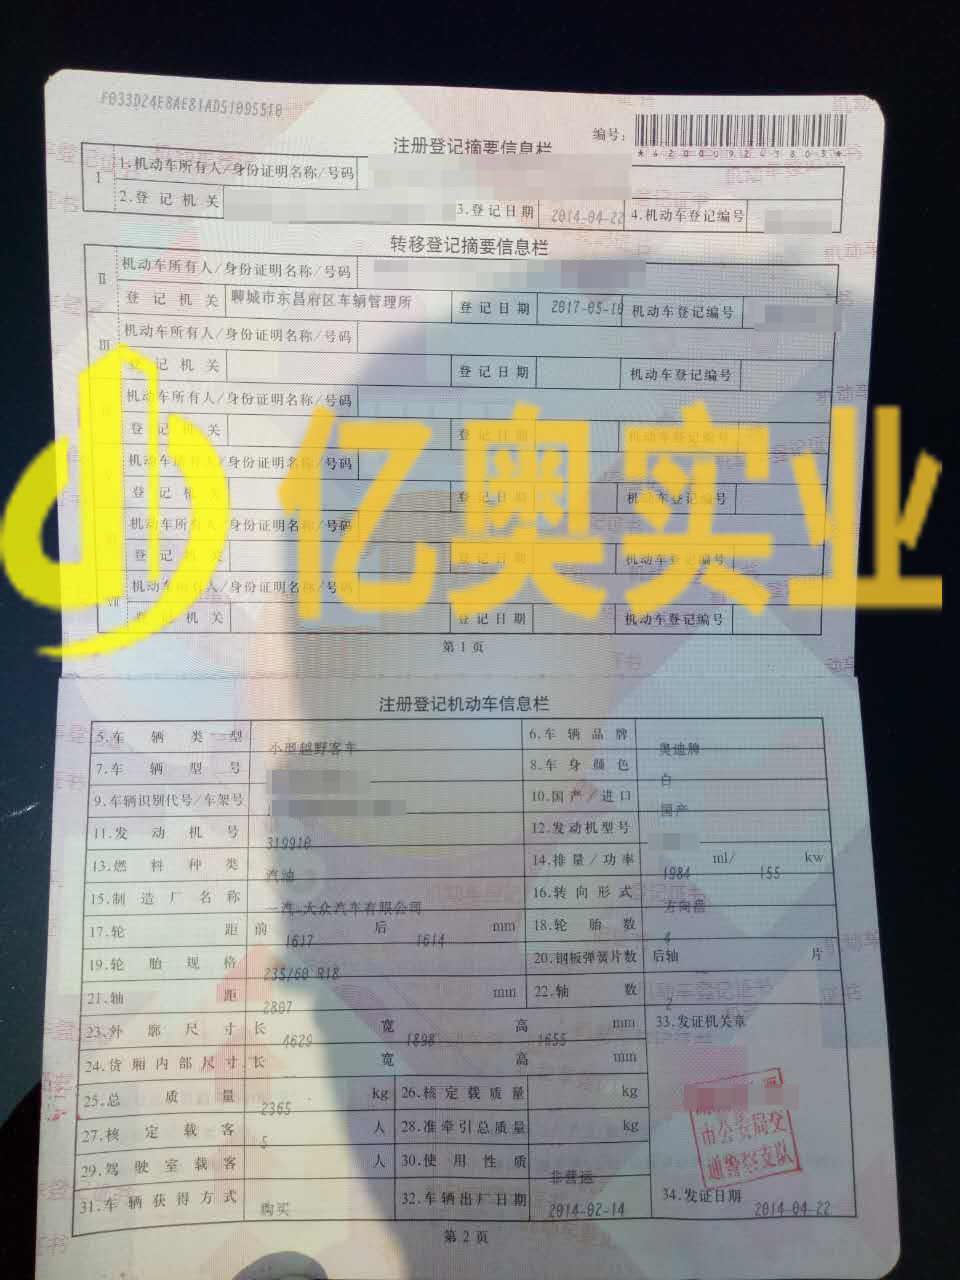 F033D24E8AE81AD51095510
编号:
注册登记摘要信息栏
I 1.机动车所有人/身份证明名称/号码
2.登记机关 3.登记日期 2014-04-22 4.机动车登记编号
转移登记摘要信息栏
II 机动车所有人/身份证明名称/号码
登记机关 聊城市东昌府区车辆管理所 登记日期 2017-05-10 机动车登记编号
III 机动车所有人/身份证明名称/号码
登记机关 登记日期 机动车登记编号
IV 机动车所有人/身份证明名称/号码
登记机关 登记日期 机动车登记编号
亿奥实业
V 机动车所有人/身份证明名称/号码
登记机关 登记日期 机动车登记编号
VI 机动车所有人/身份证明名称/号码
登记机关 登记日期 机动车登记编号
VII 机动车所有人/身份证明名称/号码
登记机关 登记日期 机动车登记编号
第1页
注册登记机动车信息栏
5.车辆类型 小型越野客车 6.车辆品牌 奥迪牌
7.车辆型号 8.车身颜色 白
9.车辆识别代号/车架号 10.国产/进口 国产
11.发动机号 319910 12.发动机型号
13.燃料种类 汽油 14.排量/功率 1984 ml/ 155 kw
15.制造厂名称 一汽-大众汽车有限公司 16.转向形式 方向盘
17.轮距 前 1617 后 1614 mm 18.轮胎数 4
19.轮胎规格 235/60 R18 20.钢板弹簧片数 后轴 片
21.轴距 2807 mm 22.轴数 2
23.外廓尺寸 长 4629 宽 1898 高 1655 mm 33.发证机关章
24.货厢内部尺寸 长 宽 高 mm
25.总质量 2365 kg 26.核定载质量 kg
27.核定载客 5 人 28.准牵引总质量 kg
市公安局交
通警察支队
29.驾驶室载客 人 30.使用性质 非营运
31.车辆获得方式 购买 32.车辆出厂日期 2014-02-14 34.发证日期 2014-04-22
第2页